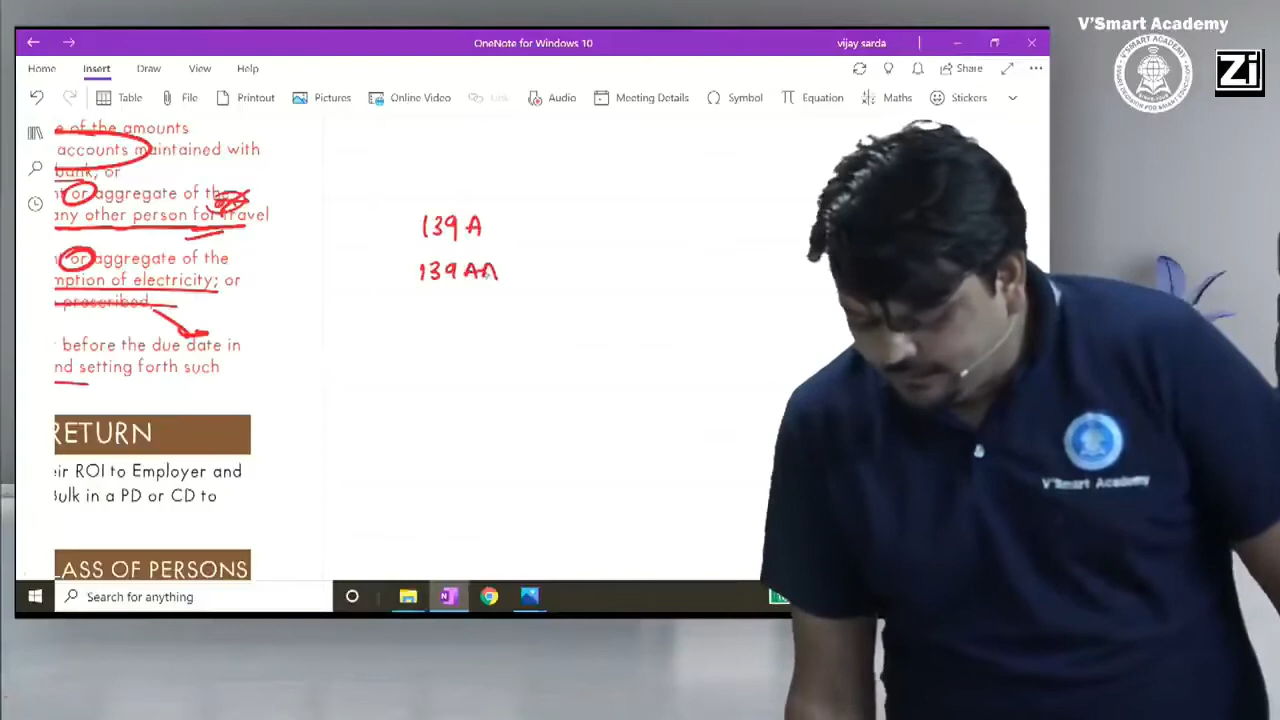 V'Smart Academy
OneNote for Windows 10
vijay sarda
Home Insert Draw View Help
Share
Table File Printout Pictures Online Video Link Audio Meeting Details Symbol Equation Maths Stickers
of the amounts
accounts maintained with
bank, or
or aggregate of the
any other person for travel
or aggregate of the
mption of electricity; or
prescribed,
before the due date in
nd setting forth such
139 A
139 AA
RETURN
eir ROI to Employer and
Bulk in a PD or CD to
LASS OF PERSONS
Search for anything
Zi
V'Smart Academy